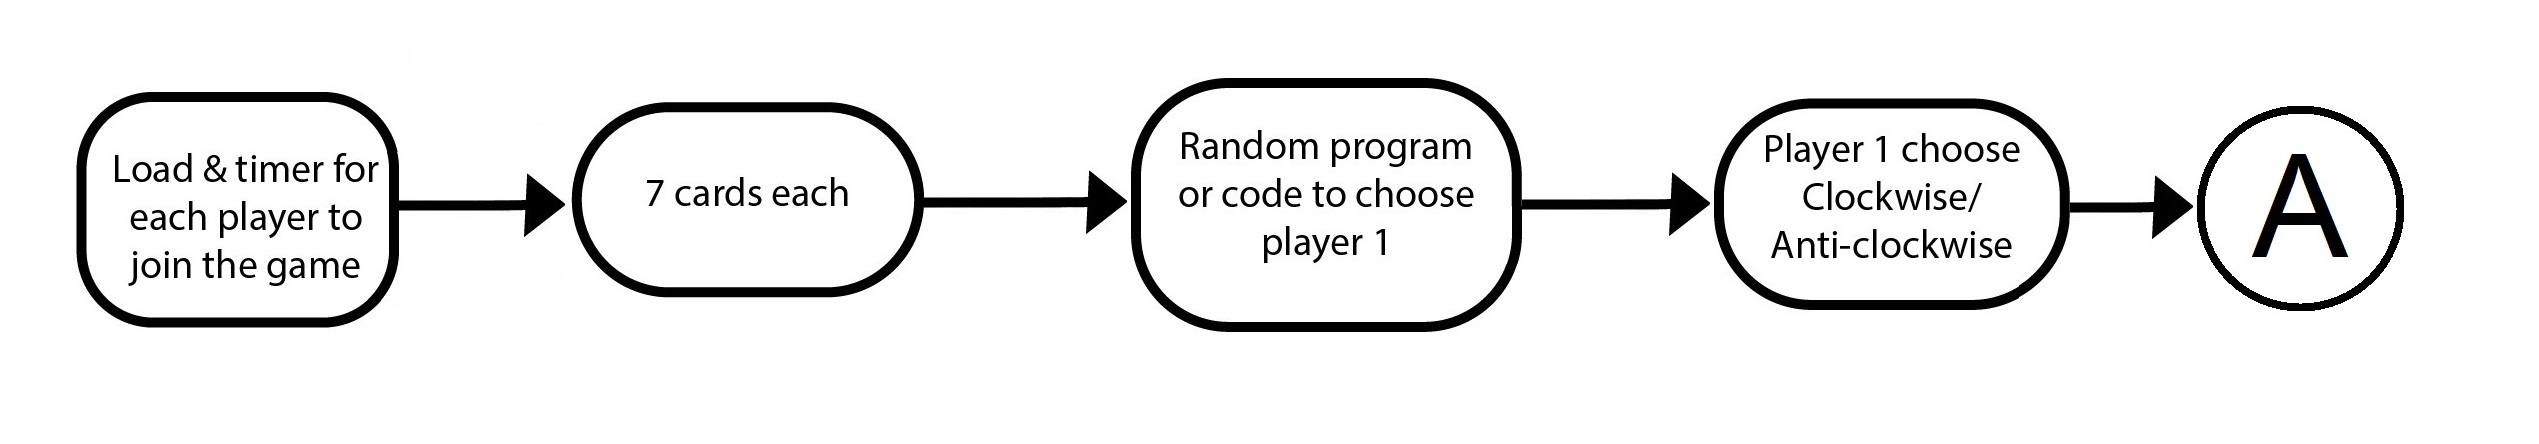 Load & timer for
each player to
join the game
7 cards each
Random program
or code to choose
player 1
Player 1 choose
Clockwise/
Anti-clockwise
A